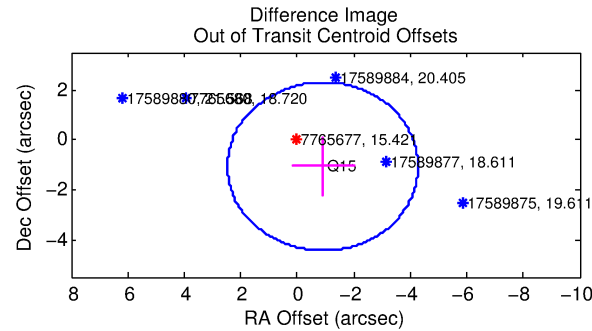 Difference Image
Out of Transit Centroid Offsets
Dec Offset (arcsec)
2
0
−2
−4
17589884, 20.405
18.720
7765677, 15.421
17589877, 18.611
Q15
17589875, 19.611
8 6 4 2 0 −2 −4 −6 −8 −10
RA Offset (arcsec)